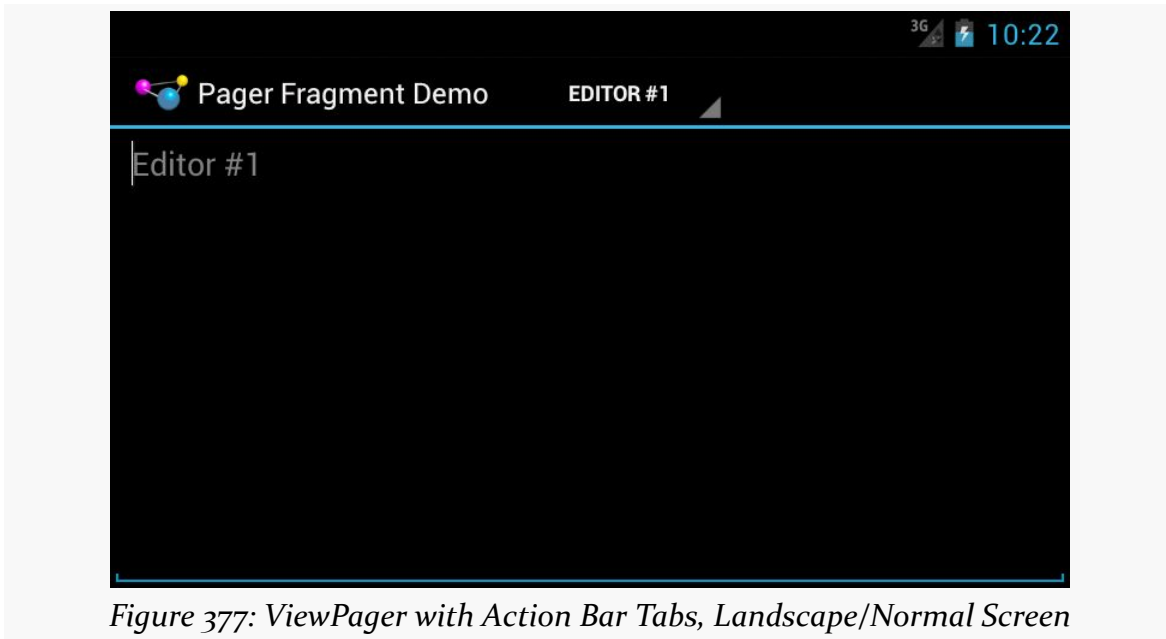 3G 10:22
Pager Fragment Demo EDITOR #1
Editor #1
Figure 377: ViewPager with Action Bar Tabs, Landscape/Normal Screen